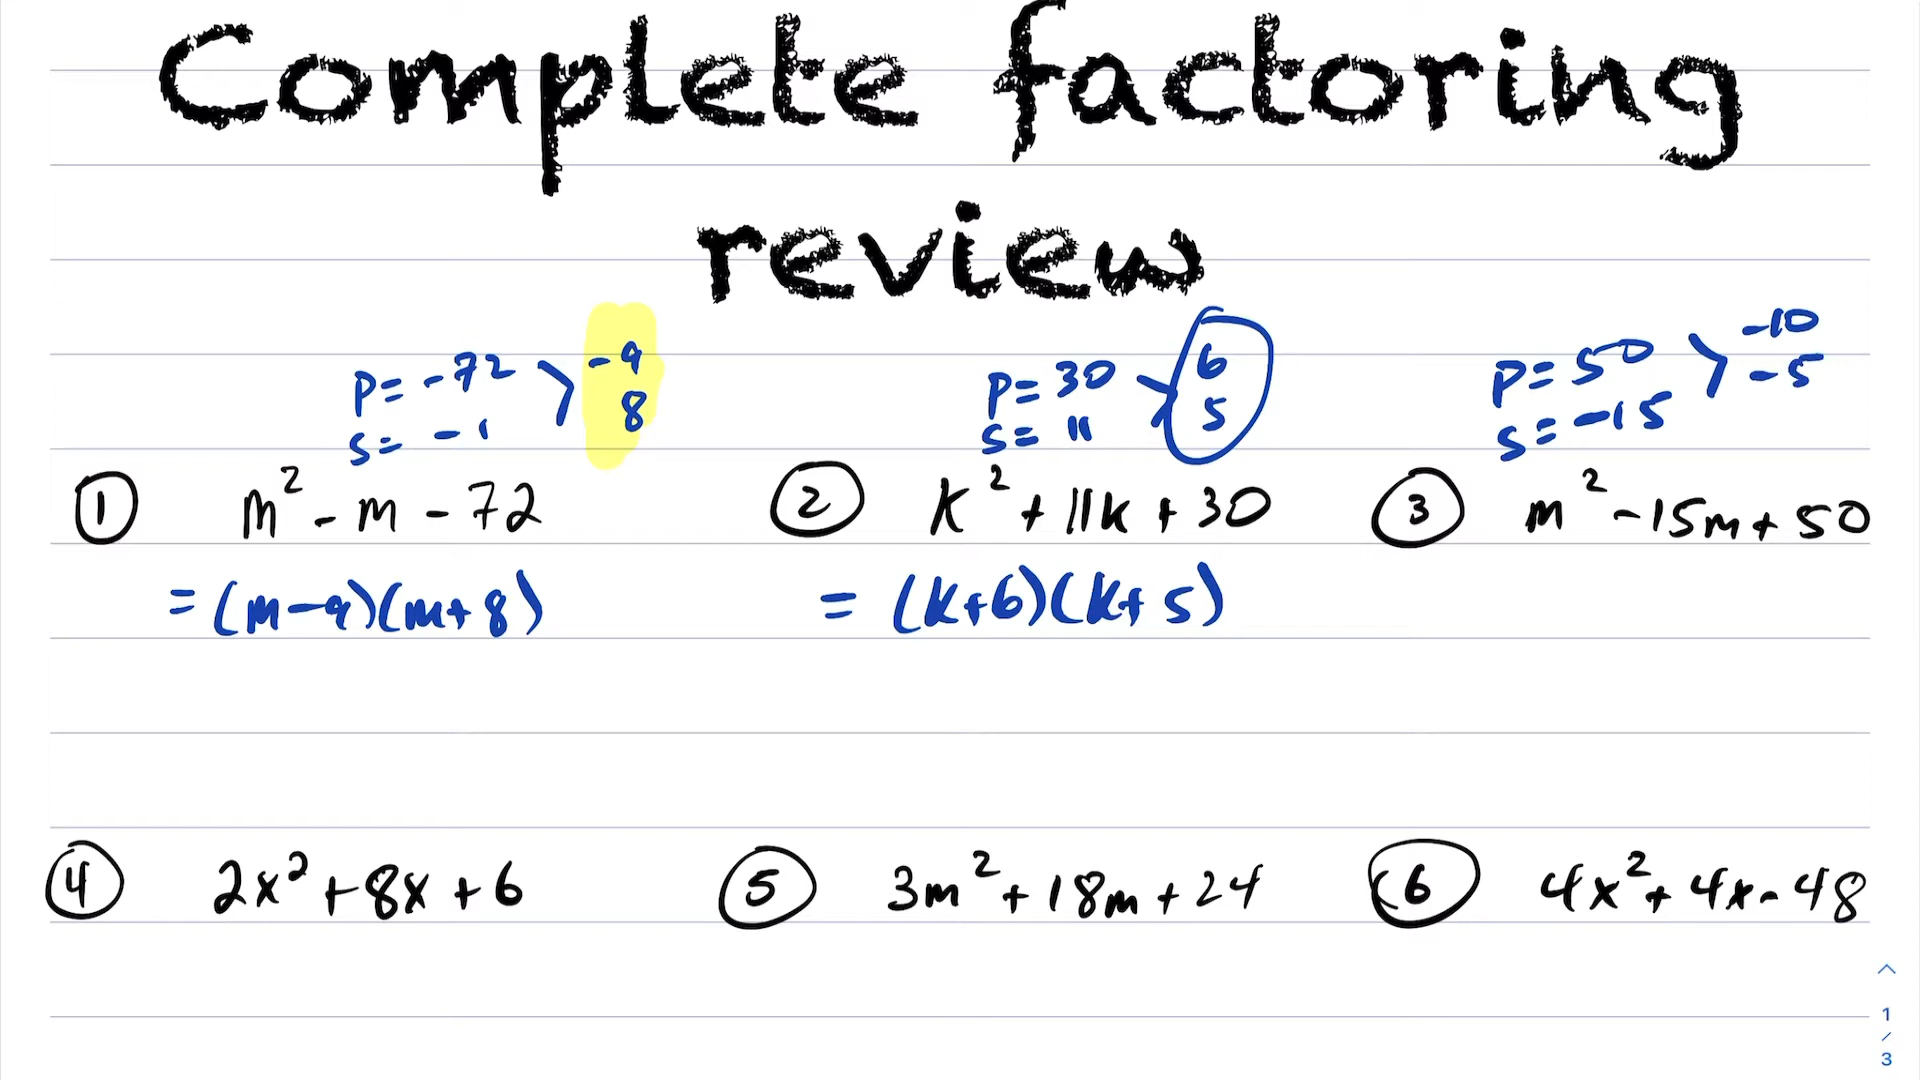 Complete factoring
review
P = -72 > -9
S = -1 8
P = 30 < 6
S = 11 5
P = 50 > -10
S = -15 -5
① m² - m - 72
= (m-9)(m+8)
② k² + 11k + 30
= (k+6)(k+5)
③ m² - 15m + 50
④ 2x² + 8x + 6
⑤ 3m² + 18m + 24
⑥ 4x² + 4x - 48
1
/
3